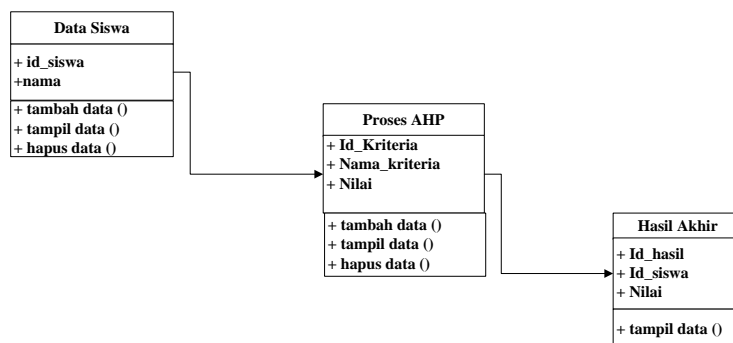 Data Siswa
+ id_siswa
+nama
+ tambah data ()
+ tampil data ()
+ hapus data ()
Proses AHP
+ Id_Kriteria
+ Nama_kriteria
+ Nilai
+ tambah data ()
+ tampil data ()
+ hapus data ()
Hasil Akhir
+ Id_hasil
+ Id_siswa
+ Nilai
+ tampil data ()